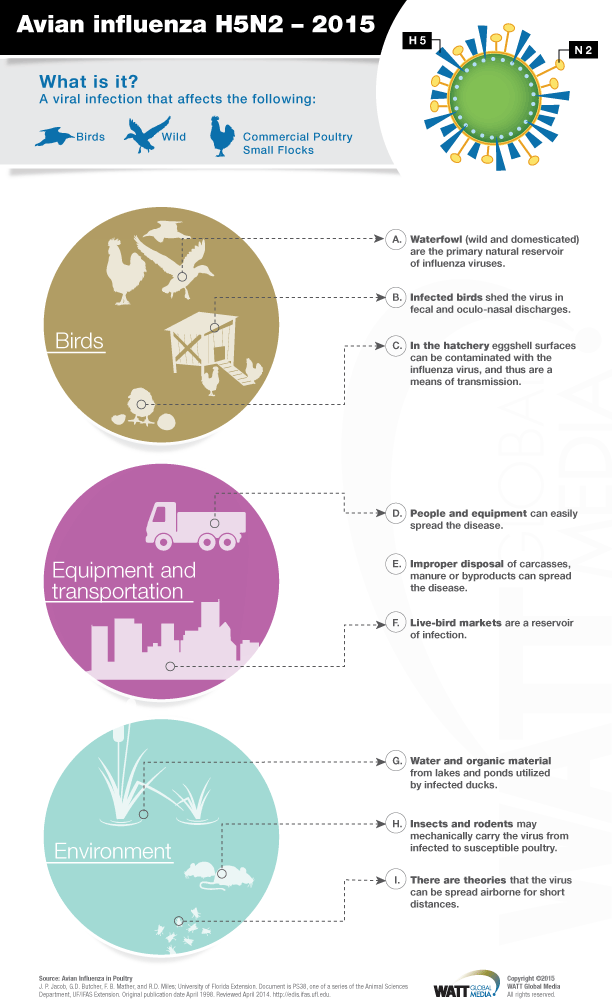 Avian influenza H5N2 – 2015
H 5
N 2
What is it?
A viral infection that affects the following:
Birds
Wild
Commercial Poultry
Small Flocks
Birds
A. Waterfowl (wild and domesticated)
are the primary natural reservoir
of influenza viruses.
B. Infected birds shed the virus in
fecal and oculo-nasal discharges.
C. In the hatchery eggshell surfaces
can be contaminated with the
influenza virus, and thus are a
means of transmission.
Equipment and
transportation
D. People and equipment can easily
spread the disease.
E. Improper disposal of carcasses,
manure or byproducts can spread
the disease.
F. Live-bird markets are a reservoir
of infection.
Environment
G. Water and organic material
from lakes and ponds utilized
by infected ducks.
H. Insects and rodents may
mechanically carry the virus from
infected to susceptible poultry.
I. There are theories that the virus
can be spread airborne for short
distances.
Source: Avian Influenza in Poultry
J. P. Jacob, G.D. Butcher, F. B. Mather, and R.D. Miles; University of Florida Extension. Document is PS38, one of a series of the Animal Sciences
Department, UF/IFAS Extension. Original publication date April 1998. Reviewed April 2014. http://edis.ifas.ufl.edu.
WATT GLOBAL MEDIA
Copyright ©2015
WATT Global Media
All rights reserved.